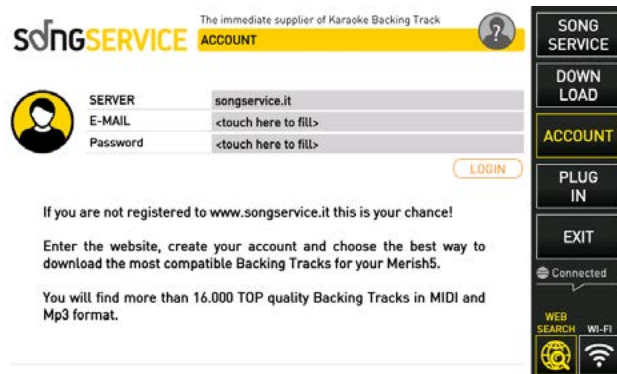 SONGSERVICE
The immediate supplier of Karaoke Backing Track
ACCOUNT
?
SERVER songservice.it
E-MAIL <touch here to fill>
Password <touch here to fill>
LOGIN
If you are not registered to www.songservice.it this is your chance!
Enter the website, create your account and choose the best way to
download the most compatible Backing Tracks for your Merish5.
You will find more than 16.000 TOP quality Backing Tracks in MIDI and
Mp3 format.
SONG
SERVICE
DOWN
LOAD
ACCOUNT
PLUG
IN
EXIT
Connected
WEB
SEARCH WI-FI